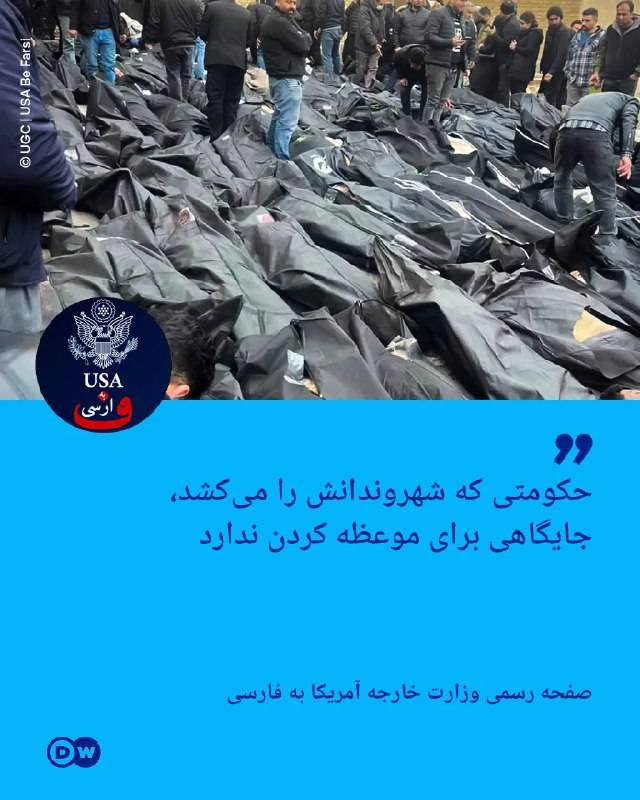 © UGC | USA Be Farsi
USA
به
فارسی
حکومتی که شهروندانش را می‌کشد،
جایگاهی برای موعظه کردن ندارد
صفحه رسمی وزارت خارجه آمریکا به فارسی
DW